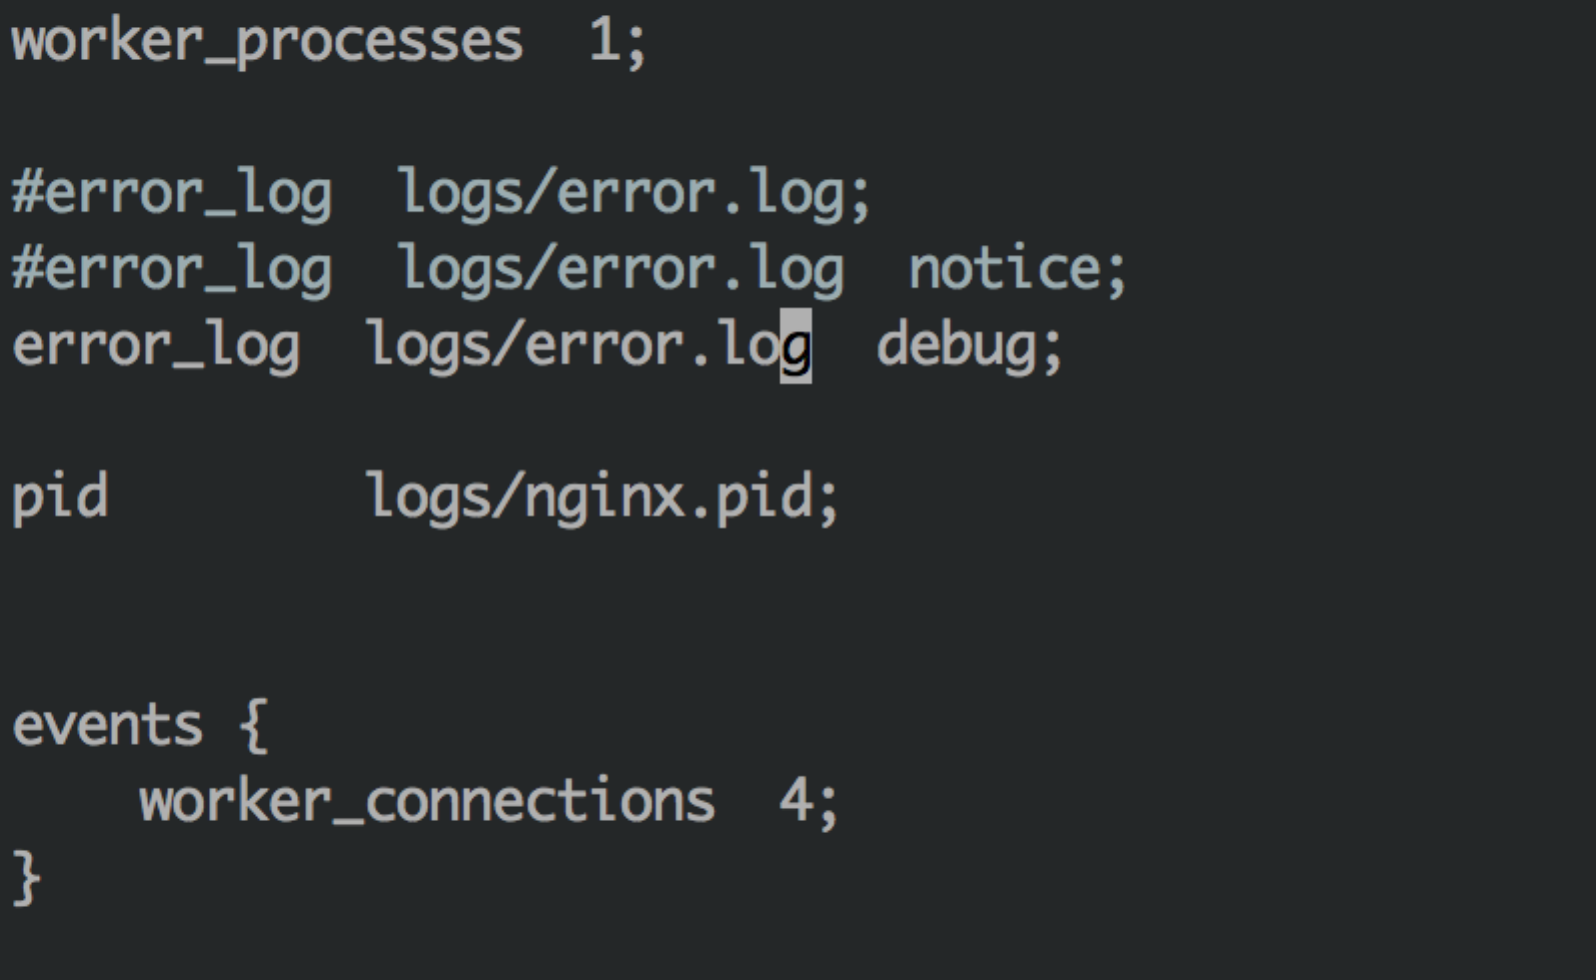 worker_processes  1;

#error_log  logs/error.log;
#error_log  logs/error.log  notice;
error_log  logs/error.log  debug;

pid        logs/nginx.pid;


events {
    worker_connections  4;
}